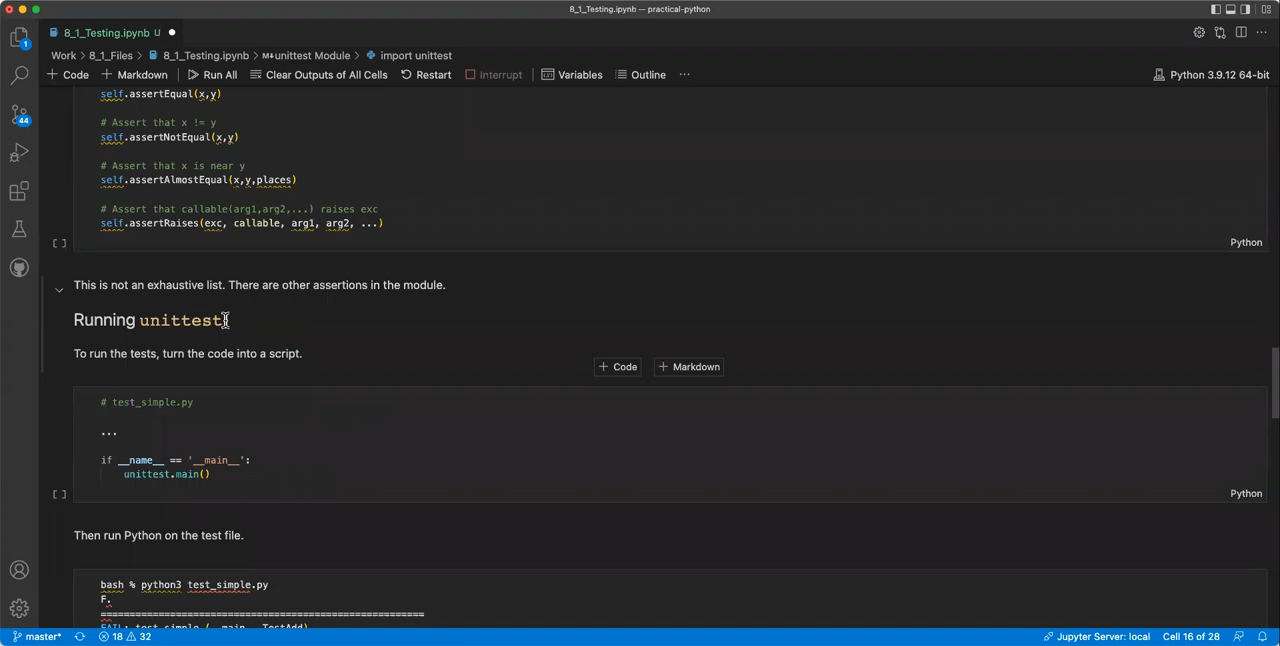 8_1_Testing.ipynb — practical-python
8_1_Testing.ipynb U
Work > 8_1_Files > 8_1_Testing.ipynb > M↓unittest Module > import unittest
+ Code + Markdown Run All Clear Outputs of All Cells Restart Interrupt Variables Outline ··· Python 3.9.12 64-bit
1
44
self.assertEqual(x,y)
# Assert that x != y
self.assertNotEqual(x,y)
# Assert that x is near y
self.assertAlmostEqual(x,y,places)
# Assert that callable(arg1,arg2,...) raises exc
self.assertRaises(exc, callable, arg1, arg2, ...)
[ ] Python
This is not an exhaustive list. There are other assertions in the module.
Running unittest
To run the tests, turn the code into a script.
+ Code + Markdown
# test_simple.py
...
if __name__ == '__main__':
unittest.main()
[ ] Python
Then run Python on the test file.
bash % python3 test_simple.py
F.
========================================================
FAIL: test_simple (__main__.TestAdd)
master* 18 32 Jupyter Server: local Cell 16 of 28